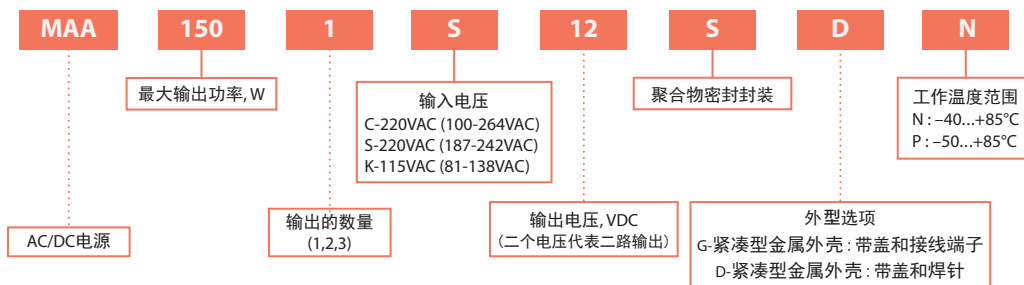 MAA 150 1 S 12 S D N
最大输出功率, W
输入电压
C-220VAC (100-264VAC)
S-220VAC (187-242VAC)
K-115VAC (81-138VAC)
聚合物密封封装
工作温度范围
N : –40...+85°C
P : –50...+85°C
AC/DC电源
输出的数量
(1,2,3)
输出电压, VDC
(二个电压代表二路输出)
外型选项
G-紧凑型金属外壳 : 带盖和接线端子
D-紧凑型金属外壳 : 带盖和焊针